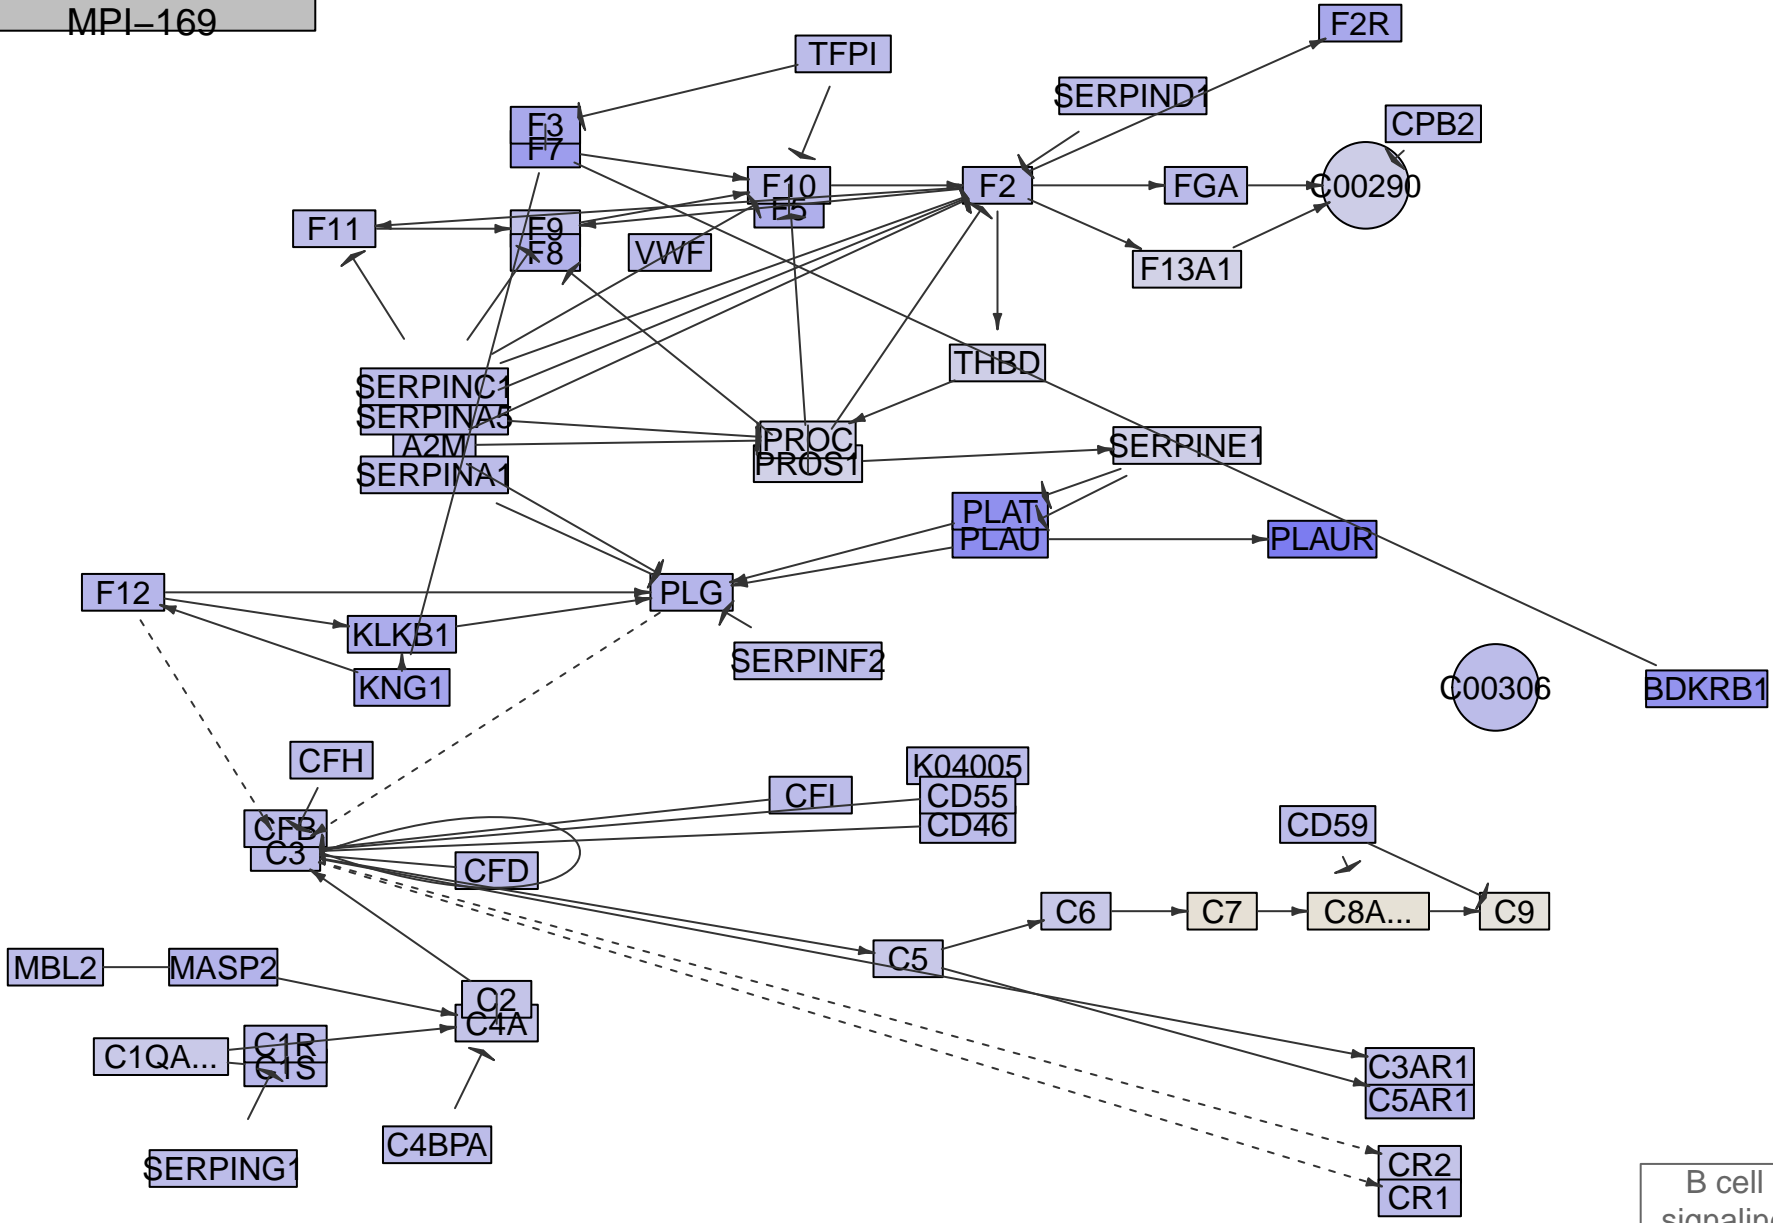 MPI–169
F2R
TFPI
SERPIND1
CPB2
F3
F7
F10
F5
F2
FGA
C00290
F11
F9
F8
VWF
F13A1
THBD
SERPINC1
SERPINA5
A2M
SERPINA1
PROC
PROS1
SERPINE1
PLAT
PLAU
PLAUR
F12
PLG
KLKB1
KNG1
SERPINF2
C00306
BDKRB1
CFH
CFI
K04005
CD55
CD46
CFB
C3
CFD
CD59
C6
C7
C8A...
C9
C5
MBL2
MASP2
C2
C4A
C1QA...
C1R
C1S
C3AR1
C5AR1
C4BPA
SERPING1
CR2
CR1
B cell
signaling